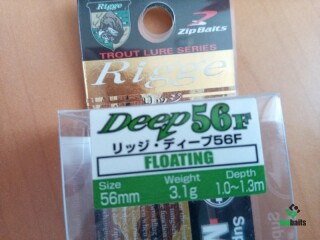 ZipBaits
TROUT LURE SERIES
Rigge
リッジ
Deep 56F
リッジ・ディープ56F
FLOATING
Size Weight Depth
56mm 3.1g 1.0~1.3m